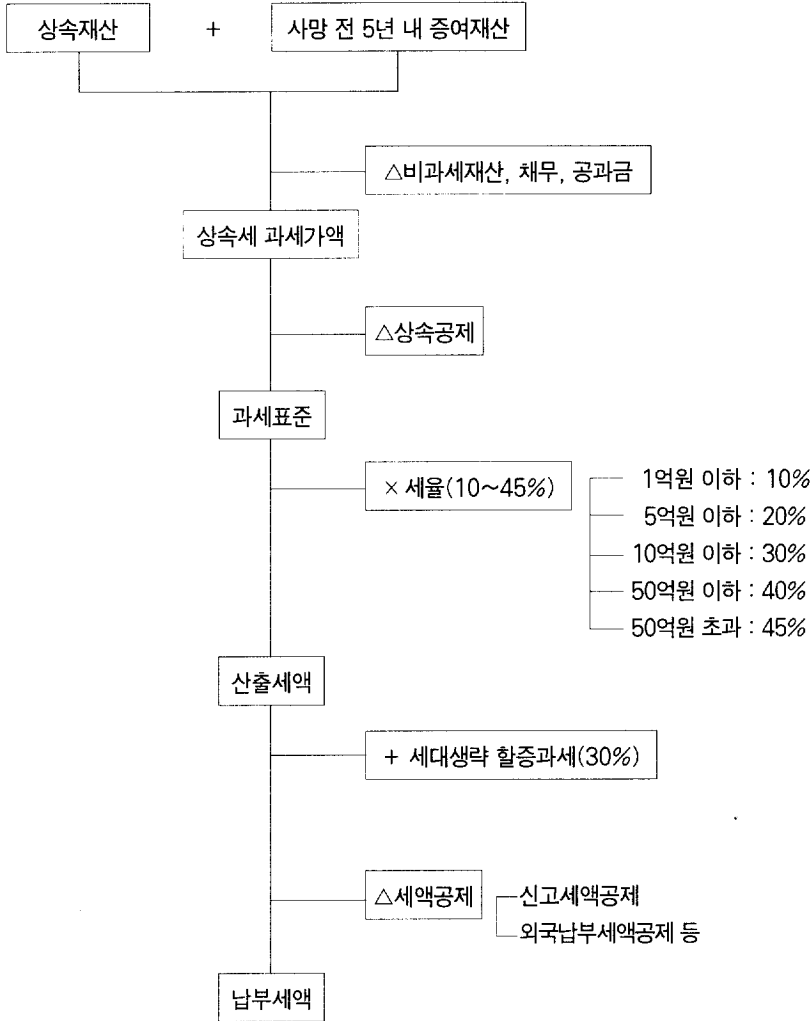 상속재산 + 사망 전 5년 내 증여재산
△비과세재산, 채무, 공과금
상속세 과세가액
△상속공제
과세표준
× 세율(10~45%)
1억원 이하 : 10%
5억원 이하 : 20%
10억원 이하 : 30%
50억원 이하 : 40%
50억원 초과 : 45%
산출세액
+ 세대생략 할증과세(30%)
△세액공제
신고세액공제
외국납부세액공제 등
납부세액